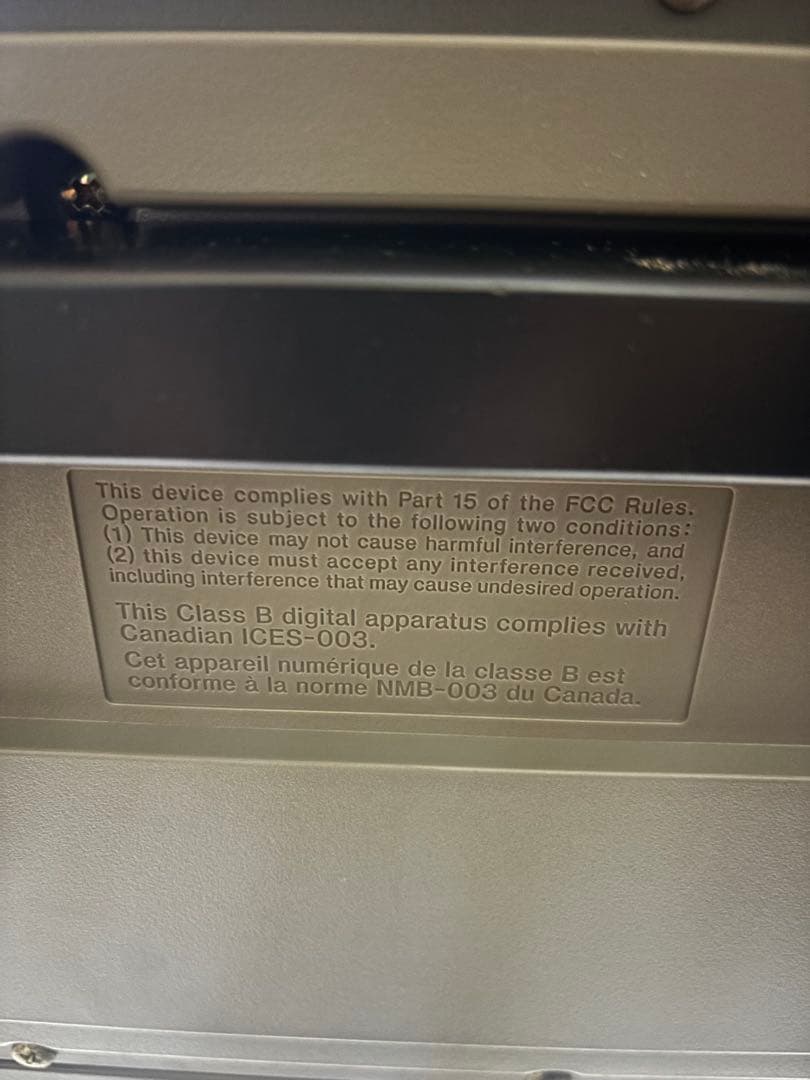 This device complies with Part 15 of the FCC Rules.
Operation is subject to the following two conditions:
(1) This device may not cause harmful interference, and
(2) this device must accept any interference received,
including interference that may cause undesired operation.
This Class B digital apparatus complies with
Canadian ICES-003.
Cet appareil numérique de la classe B est
conforme à la norme NMB-003 du Canada.